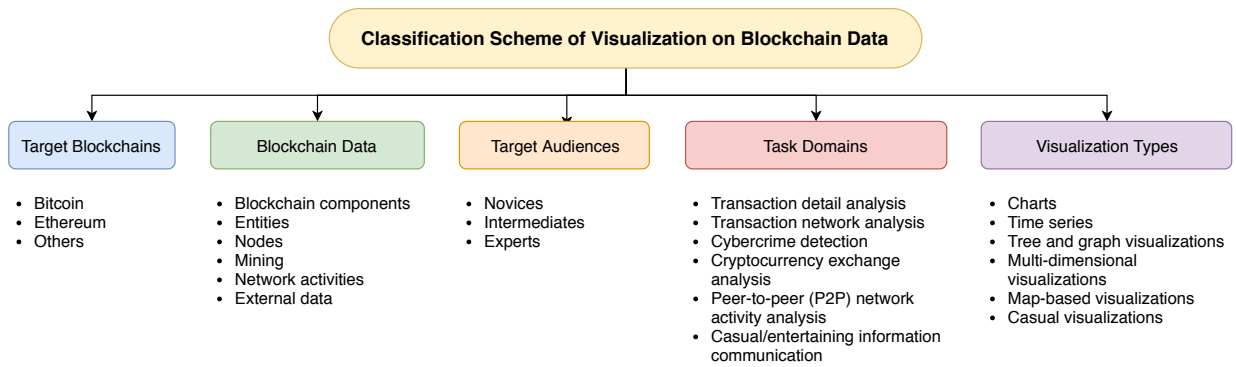 Classification Scheme of Visualization on Blockchain Data
Target Blockchains
Bitcoin
Ethereum
Others
Blockchain Data
Blockchain components
Entities
Nodes
Mining
Network activities
External data
Target Audiences
Novices
Intermediates
Experts
Task Domains
Transaction detail analysis
Transaction network analysis
Cybercrime detection
Cryptocurrency exchange
analysis
Peer-to-peer (P2P) network
activity analysis
Casual/entertaining information
communication
Visualization Types
Charts
Time series
Tree and graph visualizations
Multi-dimensional
visualizations
Map-based visualizations
Casual visualizations